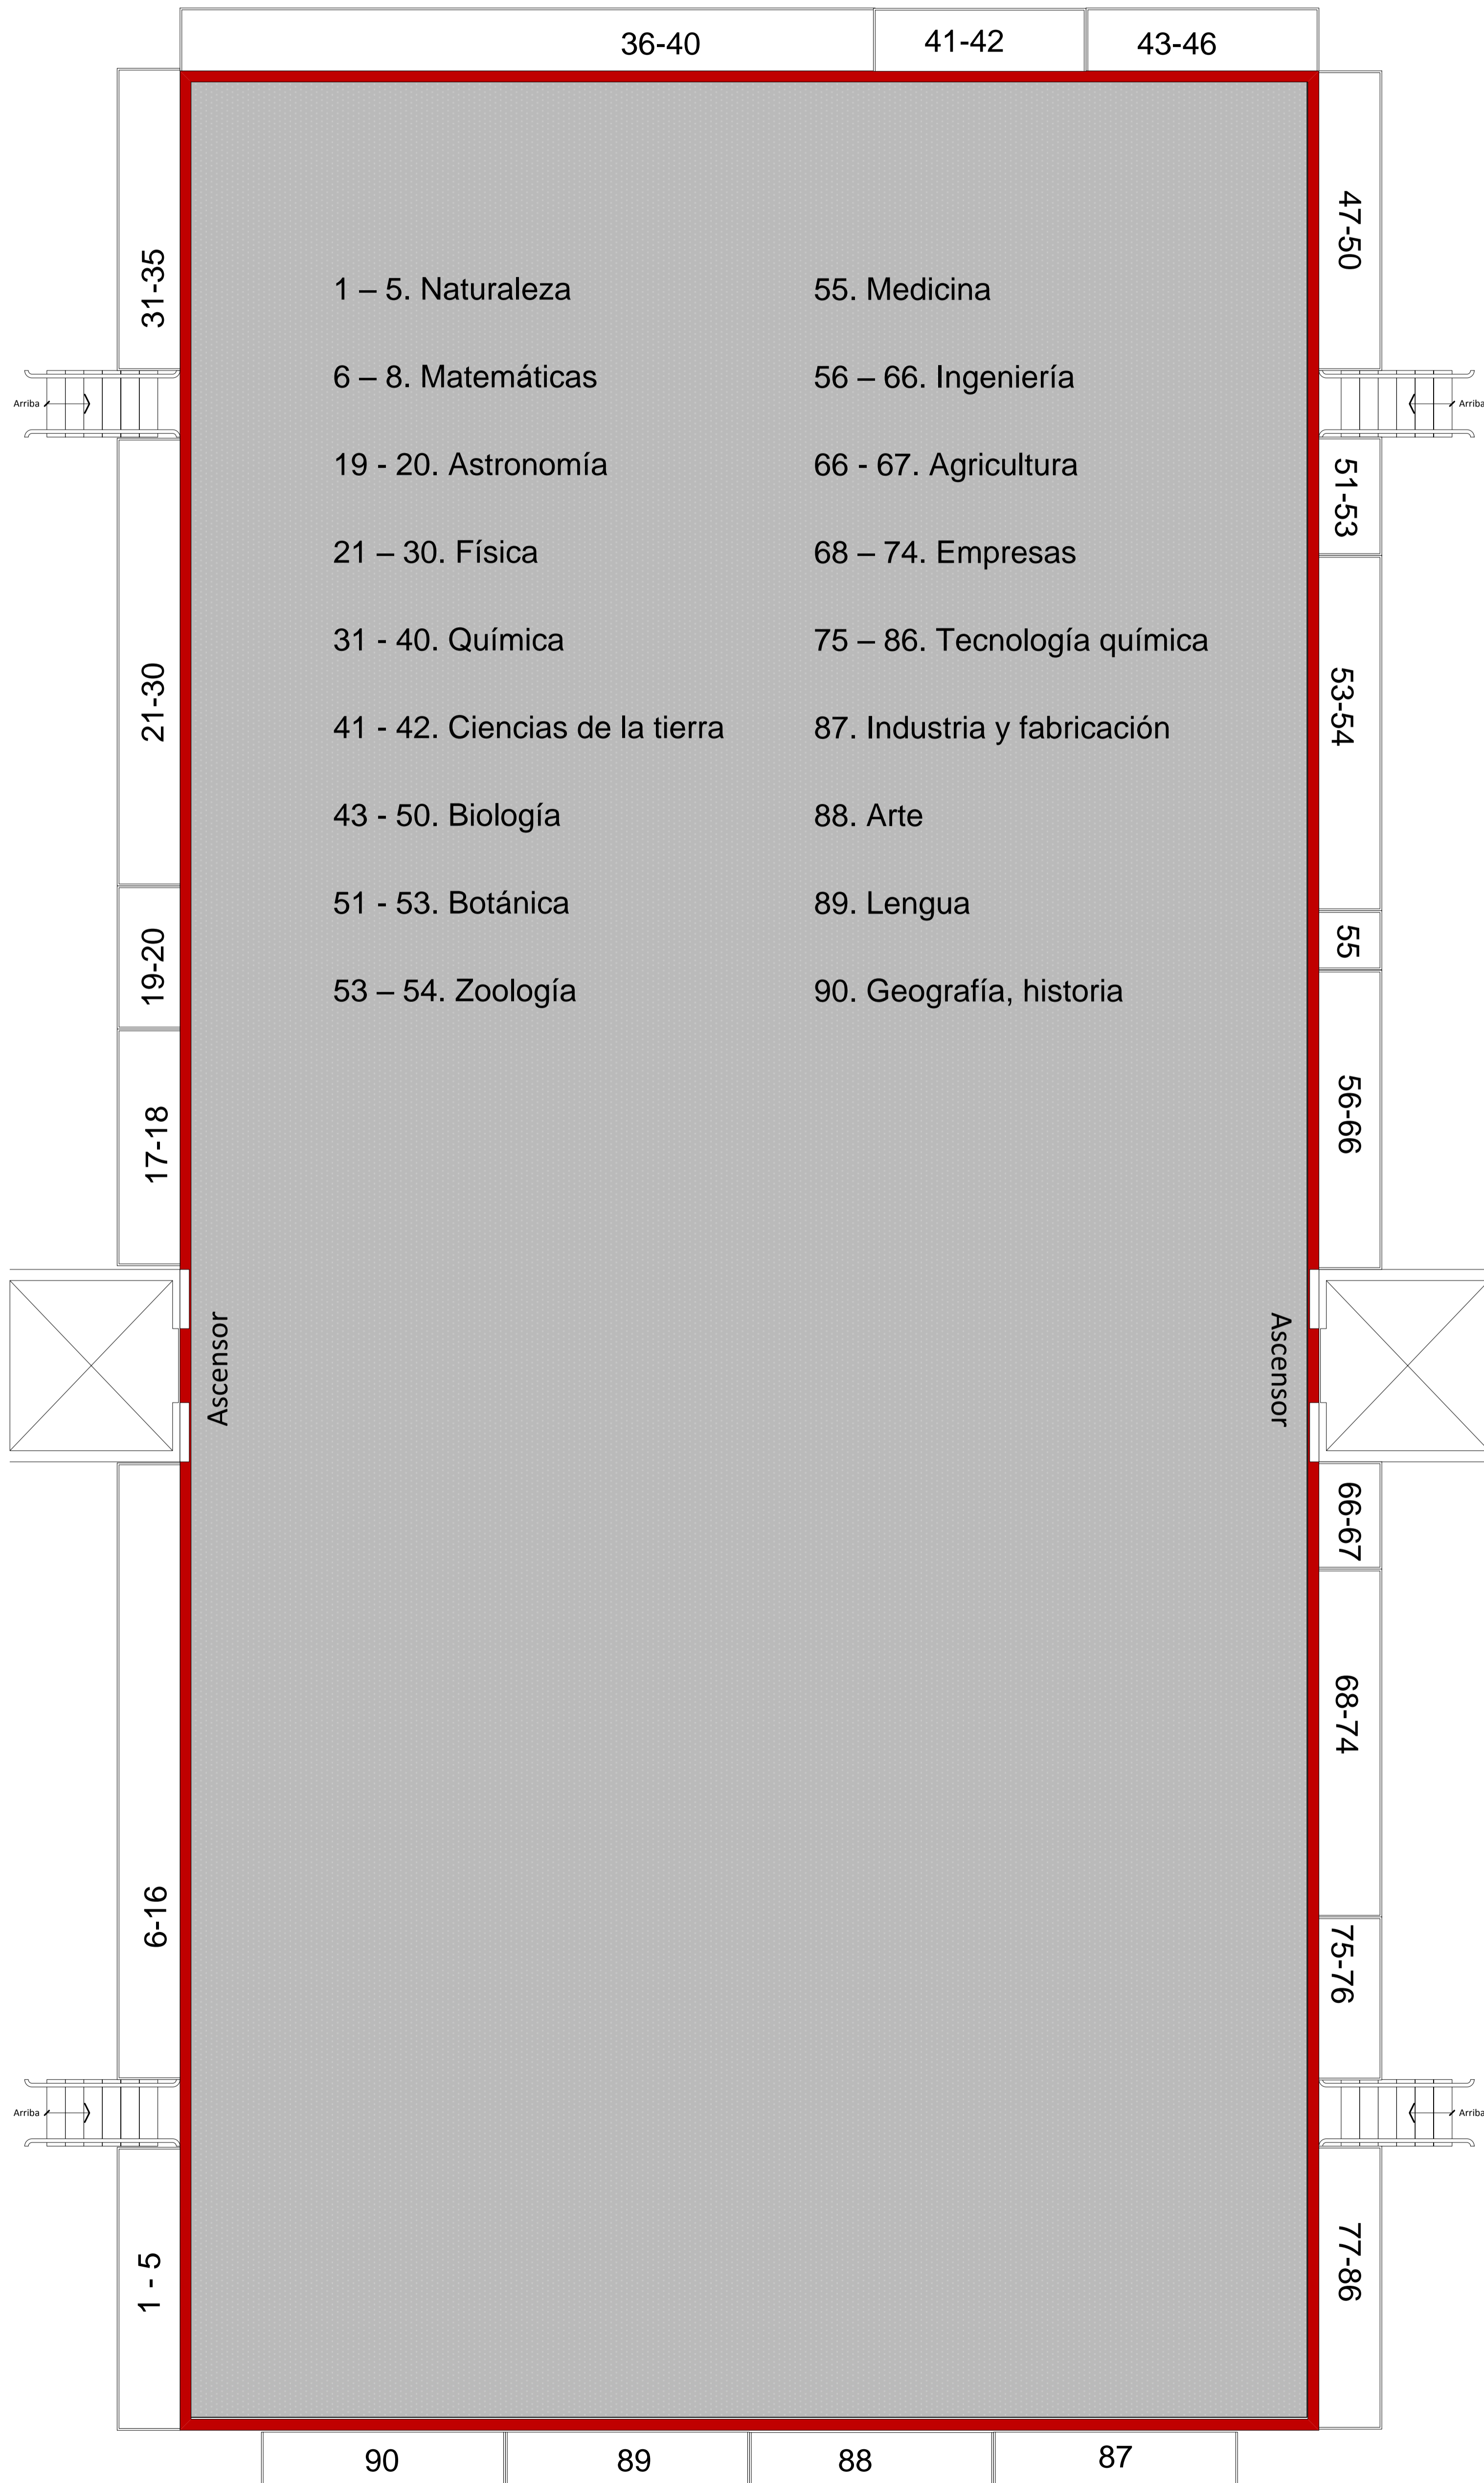 36-40
41-42
43-46
31-35
47-50
1 – 5. Naturaleza
55. Medicina
6 – 8. Matemáticas
56 – 66. Ingeniería
Arriba
Arriba
19 - 20. Astronomía
66 - 67. Agricultura
51-53
21 – 30. Física
68 – 74. Empresas
31 - 40. Química
75 – 86. Tecnología química
21-30
53-54
41 - 42. Ciencias de la tierra
87. Industria y fabricación
43 - 50. Biología
88. Arte
51 - 53. Botánica
89. Lengua
19-20
55
53 – 54. Zoología
90. Geografía, historia
17-18
56-66
Ascensor
Ascensor
66-67
68-74
6-16
75-76
Arriba
Arriba
1 - 5
77-86
90
89
88
87